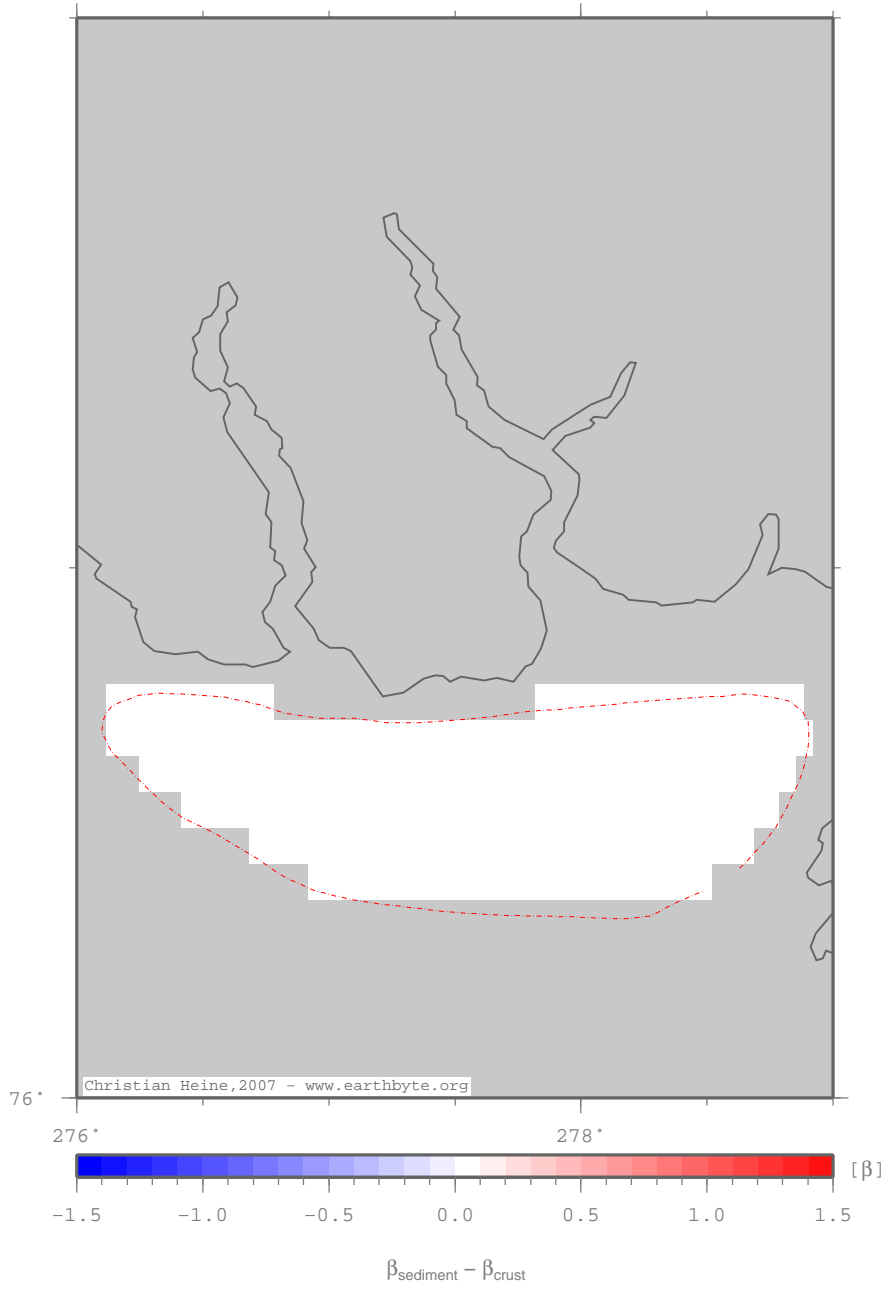 Christian Heine,2007 - www.earthbyte.org
76°
276° 278°
[β]
-1.5 -1.0 -0.5 0.0 0.5 1.0 1.5
βsediment – βcrust